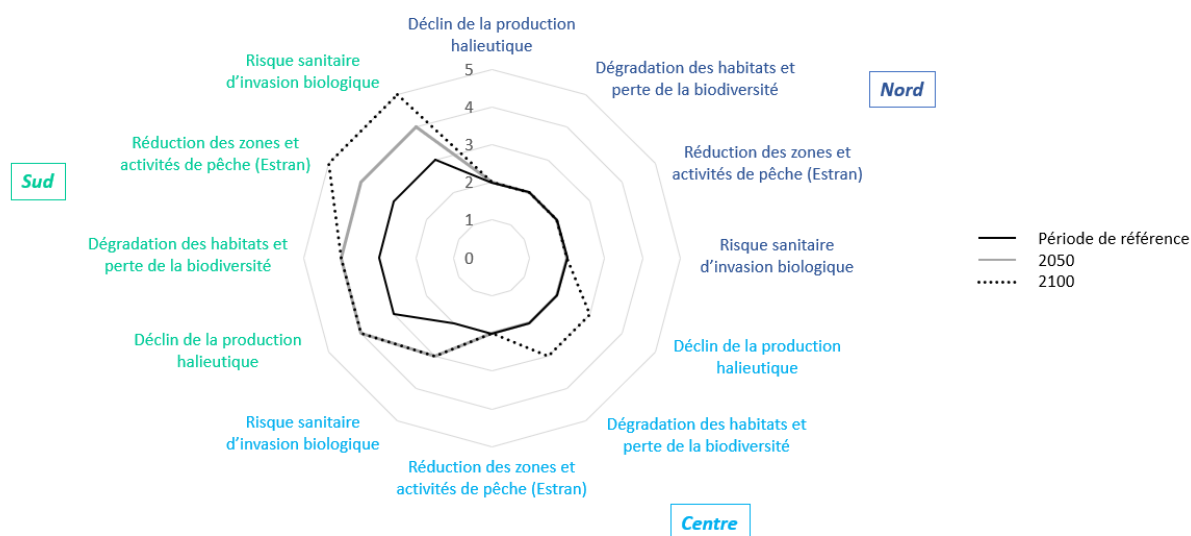 Déclin de la production
halieutique
Dégradation des habitats et
perte de la biodiversité
Nord
Réduction des zones et
activités de pêche (Estran)
Risque sanitaire
d’invasion biologique
Déclin de la production
halieutique
Dégradation des habitats et
perte de la biodiversité
Centre
Réduction des zones et
activités de pêche (Estran)
Risque sanitaire
d’invasion biologique
Déclin de la production
halieutique
Dégradation des habitats et
perte de la biodiversité
Sud
Réduction des zones et
activités de pêche (Estran)
Risque sanitaire
d’invasion biologique
5
4
3
2
1
0
Période de référence
2050
2100